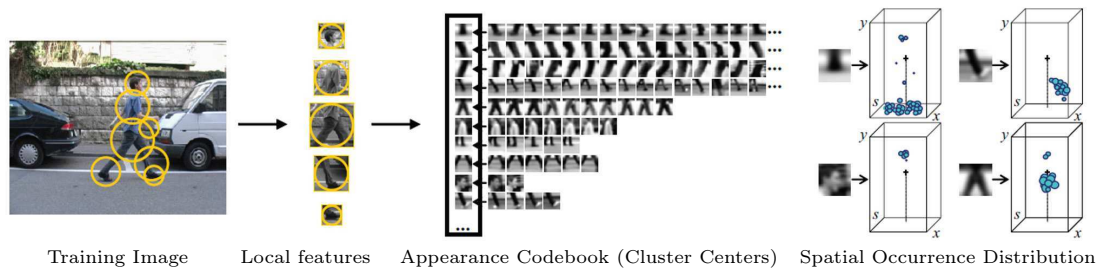 y
s
x
y
s
x
y
s
x
y
s
x
...
...
...
Training Image
Local features
Appearance Codebook (Cluster Centers)
Spatial Occurrence Distribution